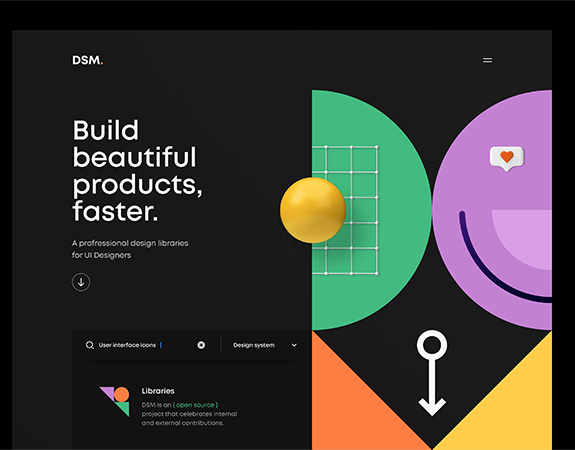 DSM.
Build
beautiful
products,
faster.
A profressional design libraries
for UI Designers
User interface icons
Design system
Libraries
DSM is an { open source }
project that celebrates internal
and external contributions.